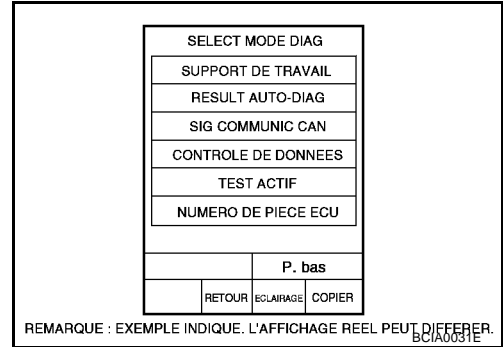 SELECT MODE DIAG
SUPPORT DE TRAVAIL
RESULT AUTO-DIAG
SIG COMMUNIC CAN
CONTROLE DE DONNEES
TEST ACTIF
NUMERO DE PIECE ECU
P. bas
RETOUR ECLAIRAGE COPIER
REMARQUE : EXEMPLE INDIQUE. L'AFFICHAGE REEL PEUT DIFFERER.
BCIA0031E